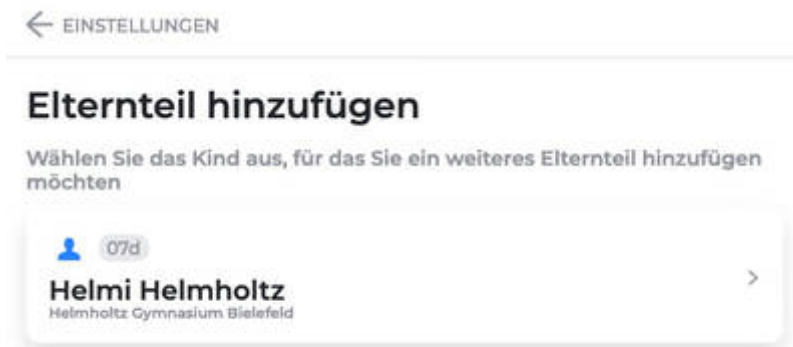 EINSTELLUNGEN
Elternteil hinzufügen
Wählen Sie das Kind aus, für das Sie ein weiteres Elternteil hinzufügen
möchten
07d
Helmi Helmholtz
Helmholtz Gymnasium Bielefeld